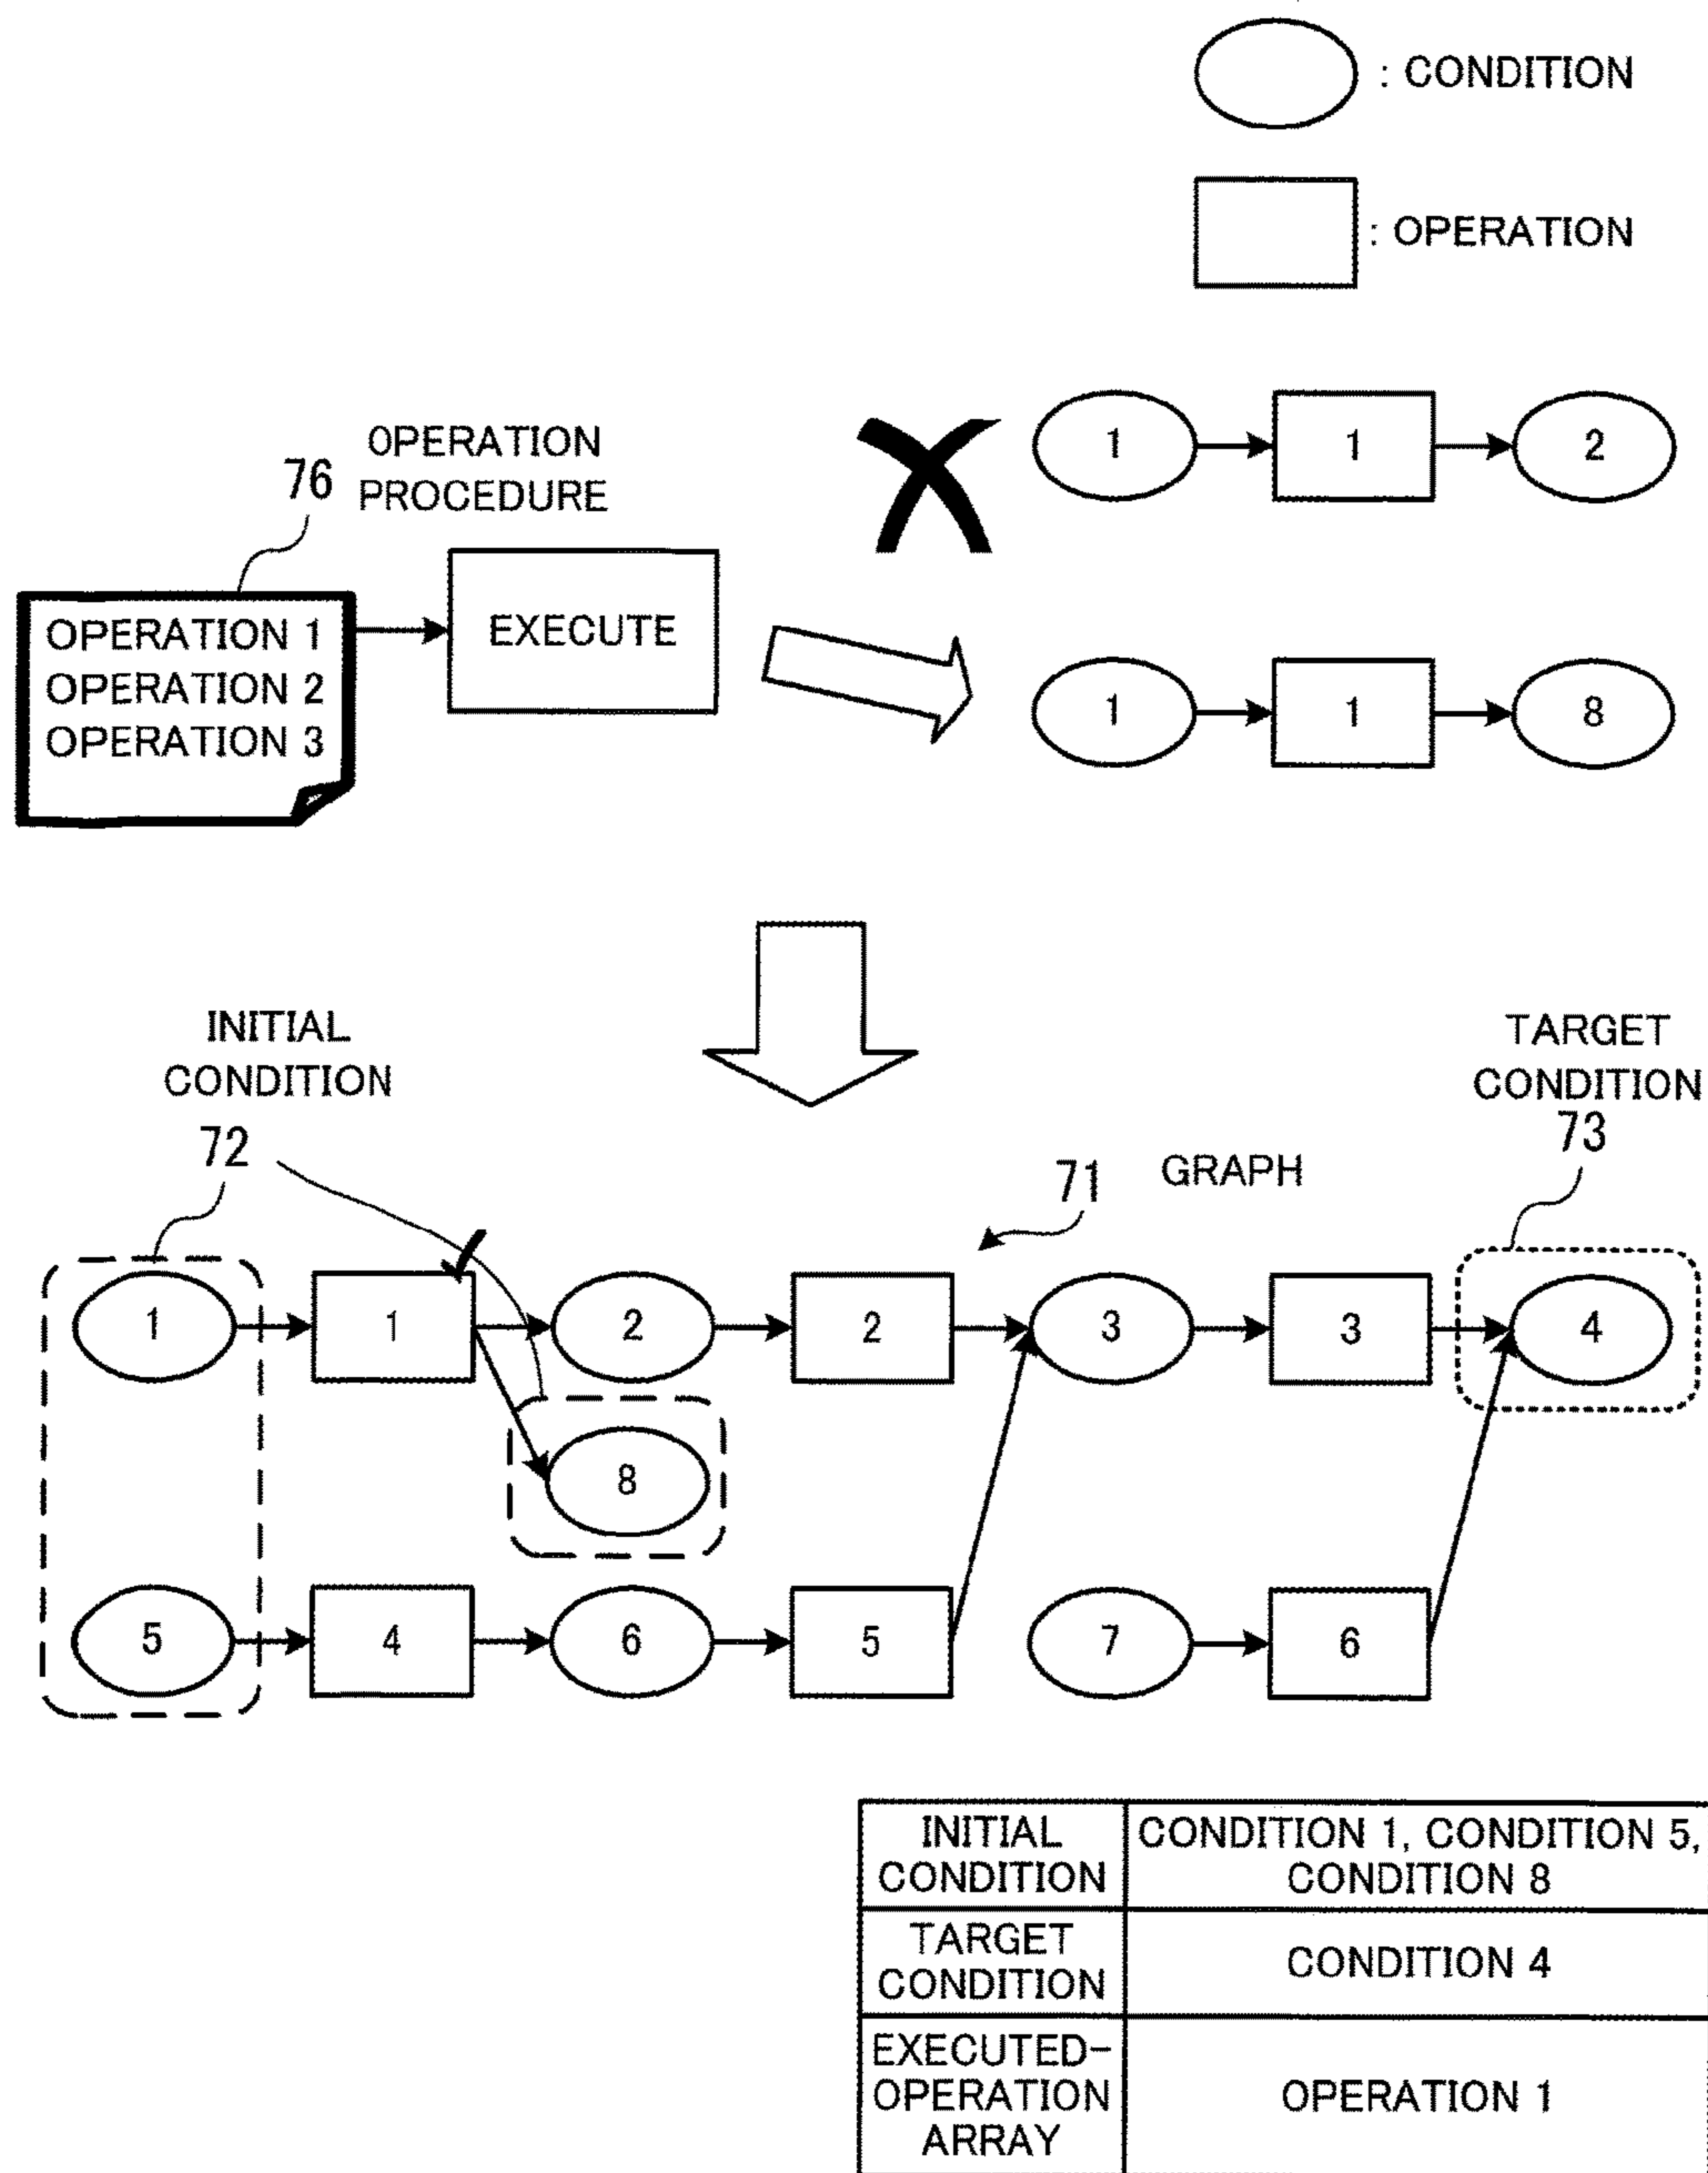 : CONDITION
: OPERATION
OPERATION
PROCEDURE
76
OPERATION 1
OPERATION 2
OPERATION 3
EXECUTE
1 1 2
1 1 8
INITIAL
CONDITION
72
TARGET
CONDITION
73
71 GRAPH
1 1 2 2 3 3 4
8
5 4 6 5 7 6
INITIAL
CONDITION
CONDITION 1, CONDITION 5,
CONDITION 8
TARGET
CONDITION
CONDITION 4
EXECUTED-
OPERATION
ARRAY
OPERATION 1